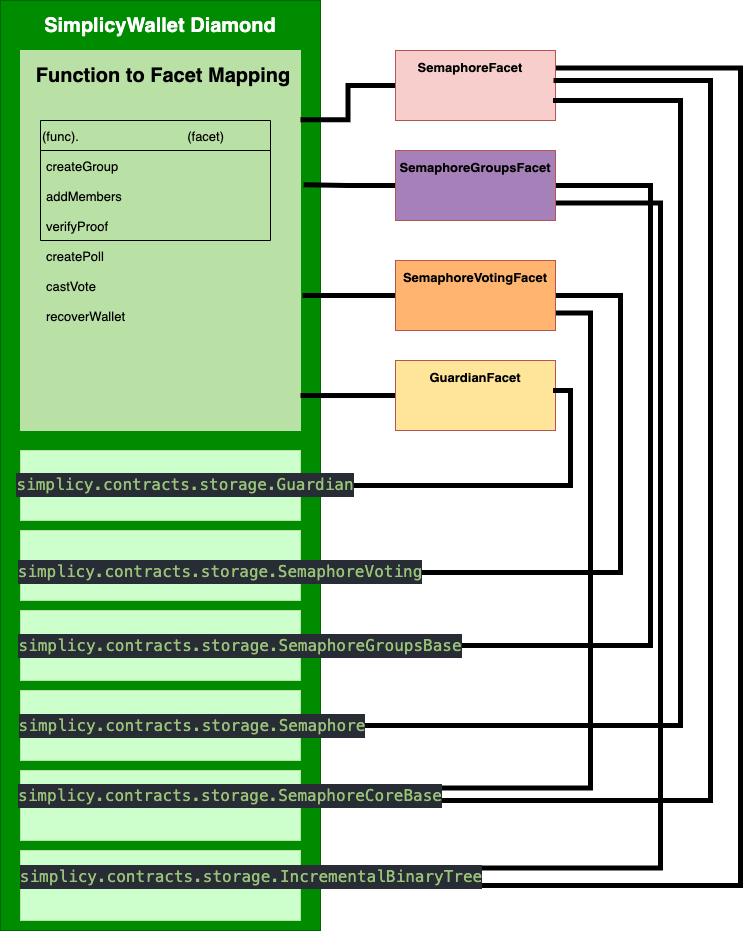 SimplicyWallet Diamond
Function to Facet Mapping
(func). (facet)
createGroup
addMembers
verifyProof
createPoll
castVote
recoverWallet
SemaphoreFacet
SemaphoreGroupsFacet
SemaphoreVotingFacet
GuardianFacet
simplicy.contracts.storage.Guardian
simplicy.contracts.storage.SemaphoreVoting
simplicy.contracts.storage.SemaphoreGroupsBase
simplicy.contracts.storage.Semaphore
simplicy.contracts.storage.SemaphoreCoreBase
simplicy.contracts.storage.IncrementalBinaryTree